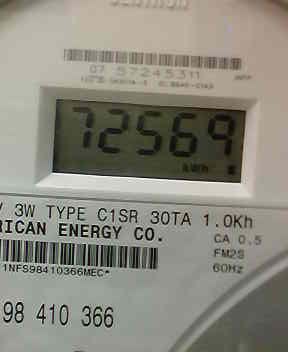 07 57245311
72569
kWh
V 3W TYPE C1SR 30TA 1.0Kh
RICAN ENERGY CO.
CA 0.5
FM2S
60Hz
1NFS98410366MEC*
98 410 366